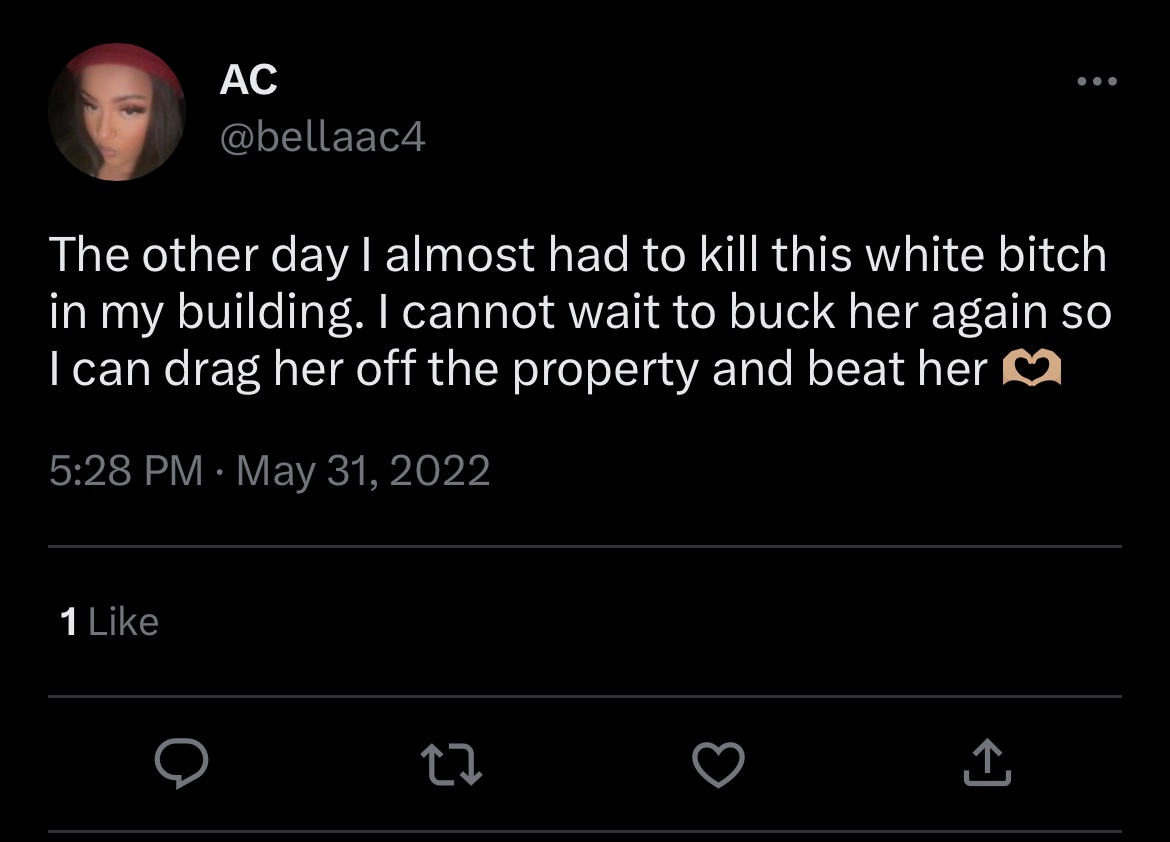 AC
@bellaac4
The other day I almost had to kill this white bitch
in my building. I cannot wait to buck her again so
I can drag her off the property and beat her 🫶🏼
5:28 PM · May 31, 2022
1 Like